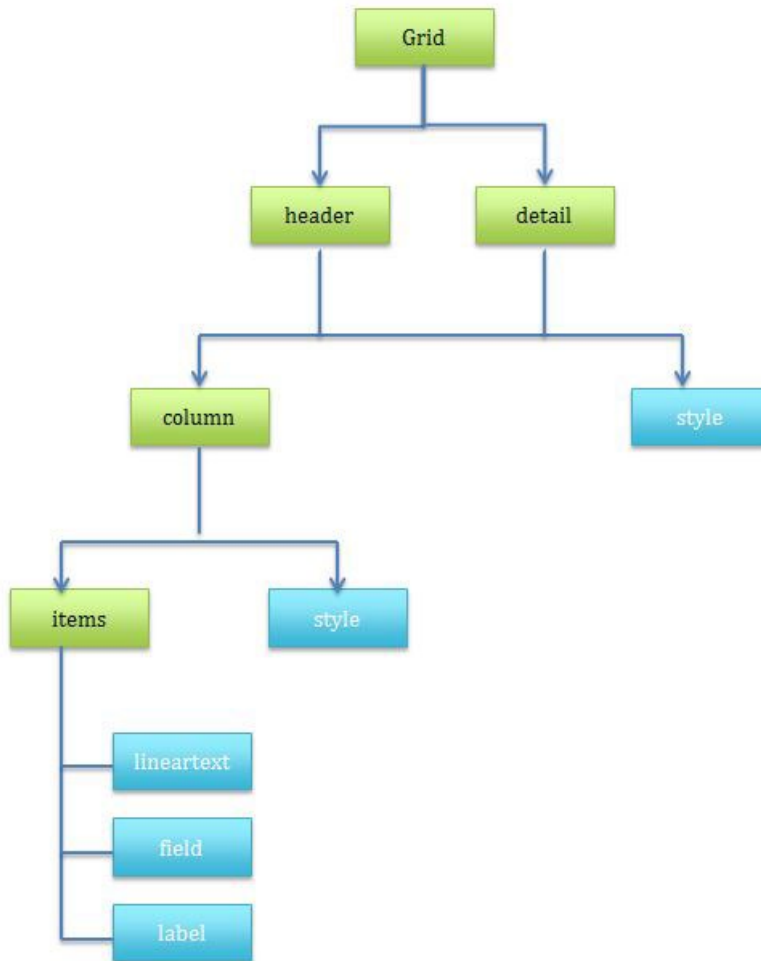 Grid
header
detail
column
style
items
style
lineartext
field
label